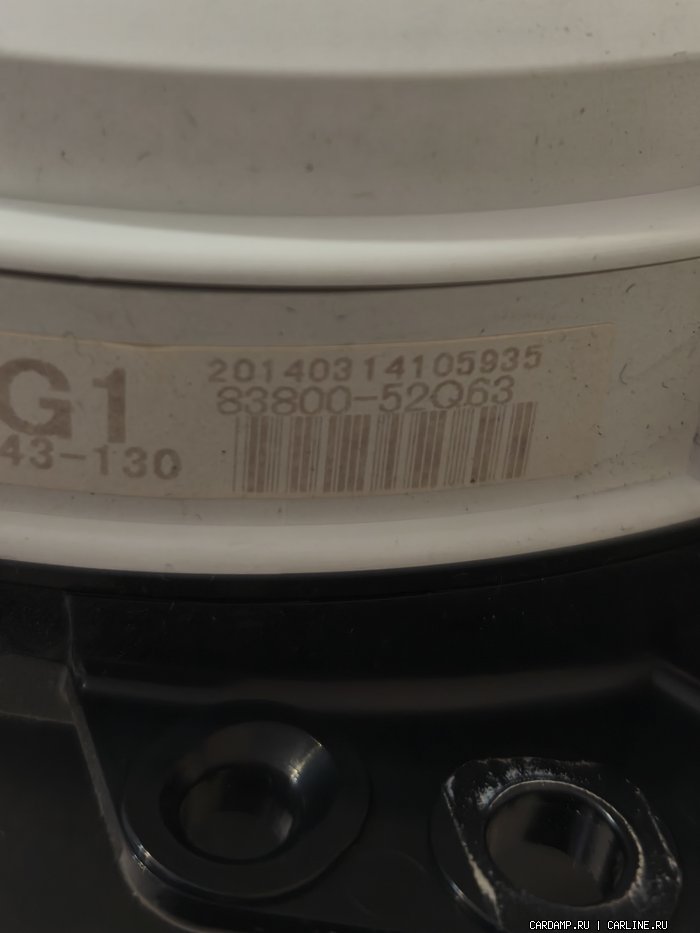 G1
43-130
20140314105935
83800-52Q63
CARDAMP.RU | CARLINE.RU